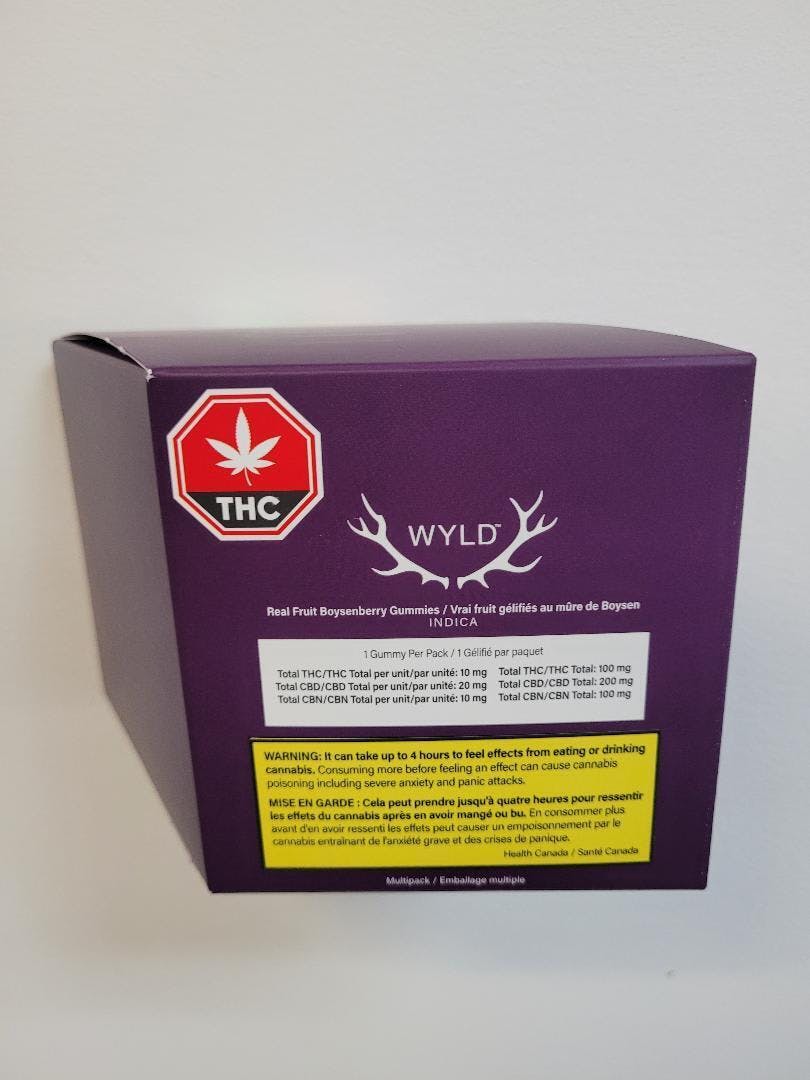 THC
WYLD™
Real Fruit Boysenberry Gummies / Vrai fruit gélifiés au mûre de Boysen
INDICA
1 Gummy Per Pack / 1 Gélifié par paquet
Total THC/THC Total per unit/par unité: 10 mg Total THC/THC Total: 100 mg
Total CBD/CBD Total per unit/par unité: 20 mg Total CBD/CBD Total: 200 mg
Total CBN/CBN Total per unit/par unité: 10 mg Total CBN/CBN Total: 100 mg
WARNING: It can take up to 4 hours to feel effects from eating or drinking
cannabis. Consuming more before feeling an effect can cause cannabis
poisoning including severe anxiety and panic attacks.
MISE EN GARDE : Cela peut prendre jusqu'à quatre heures pour ressentir
les effets du cannabis après en avoir mangé ou bu. En consommer plus
avant d'en avoir ressenti les effets peut causer un empoisonnement par le
cannabis entraînant de l'anxiété grave et des crises de panique.
Health Canada / Santé Canada
Multipack / Emballage multiple